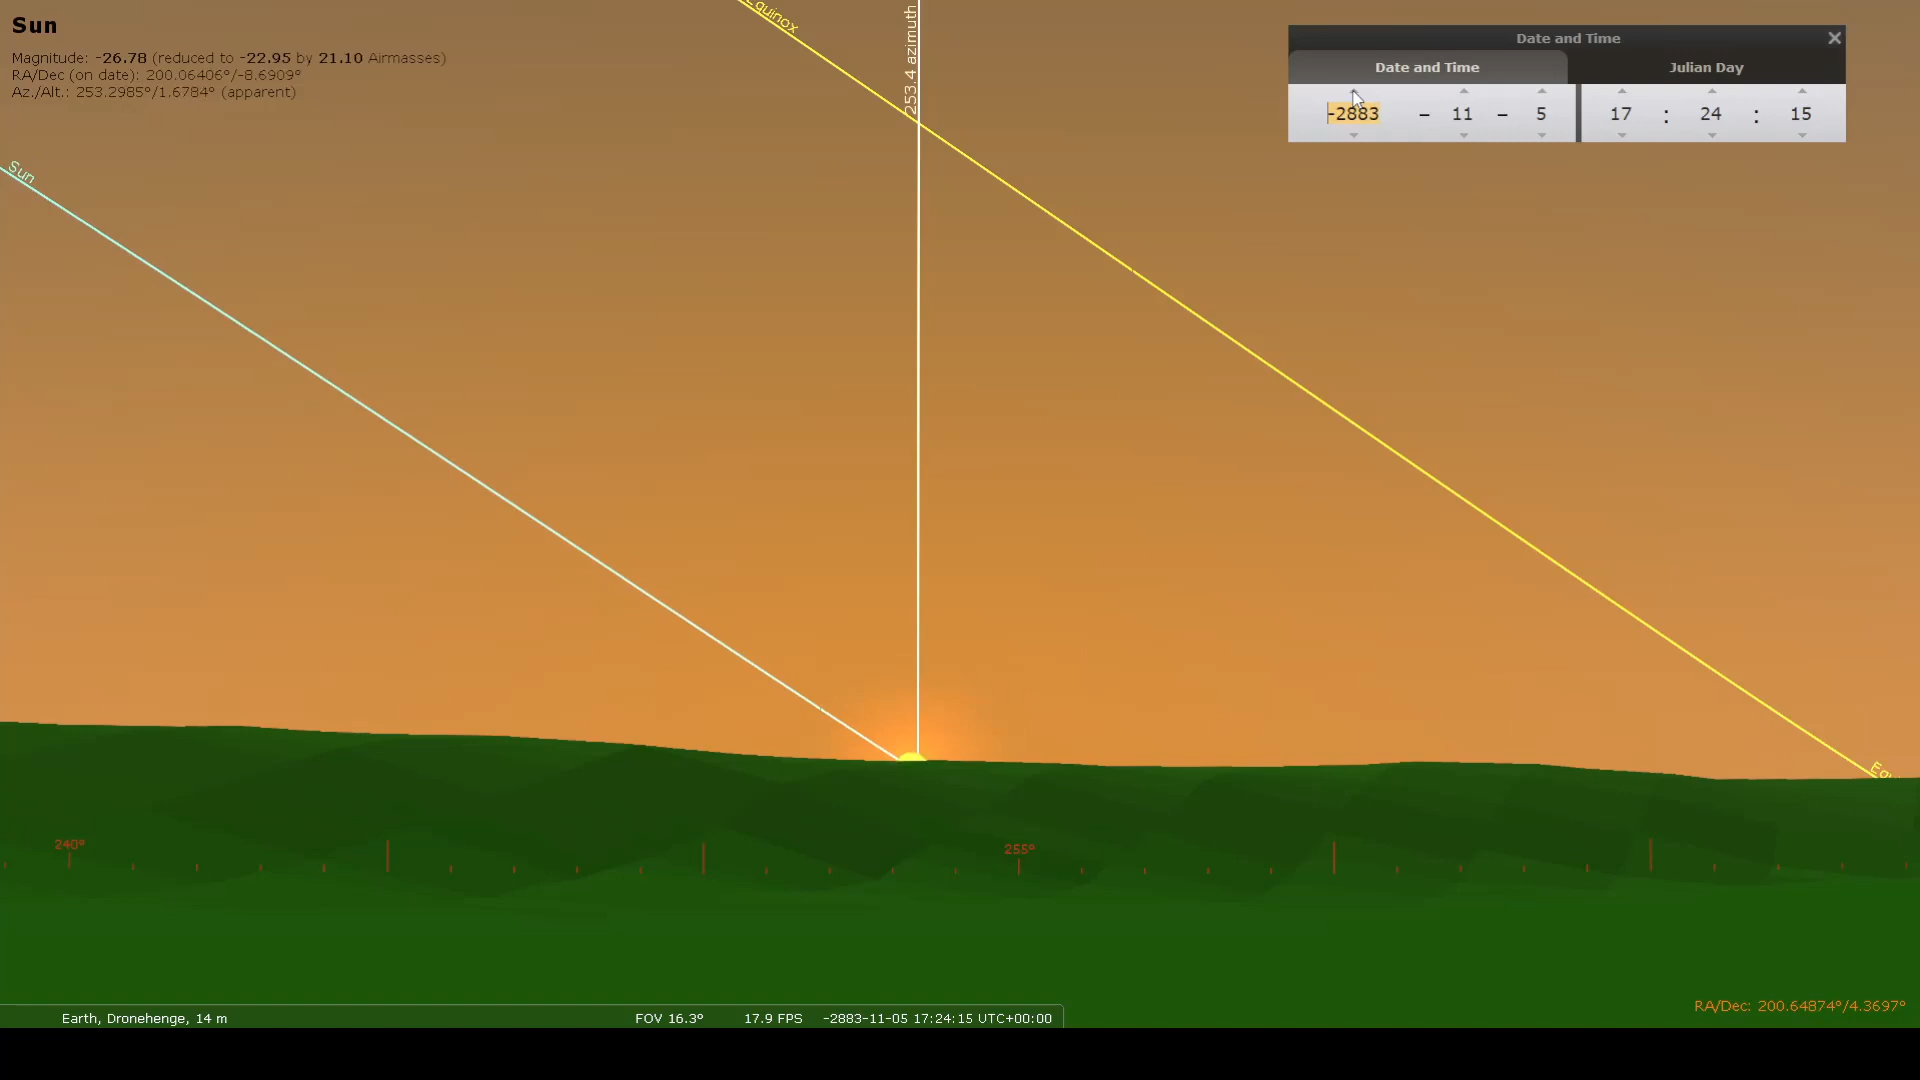 Sun
Magnitude: -26.78 (reduced to -22.95 by 21.10 Airmasses)
RA/Dec (on date): 200.06406°/-8.6909°
Az./Alt.: 253.2985°/1.6784° (apparent)
Equinox
253.4 azimuth
Date and Time
Date and Time
Julian Day
-2883 - 11 - 5 17 : 24 : 15
Sun
240°
255°
Earth, Dronehenge, 14 m
FOV 16.3°
17.9 FPS
-2883-11-05 17:24:15 UTC+00:00
RA/Dec: 200.64874°/4.3697°